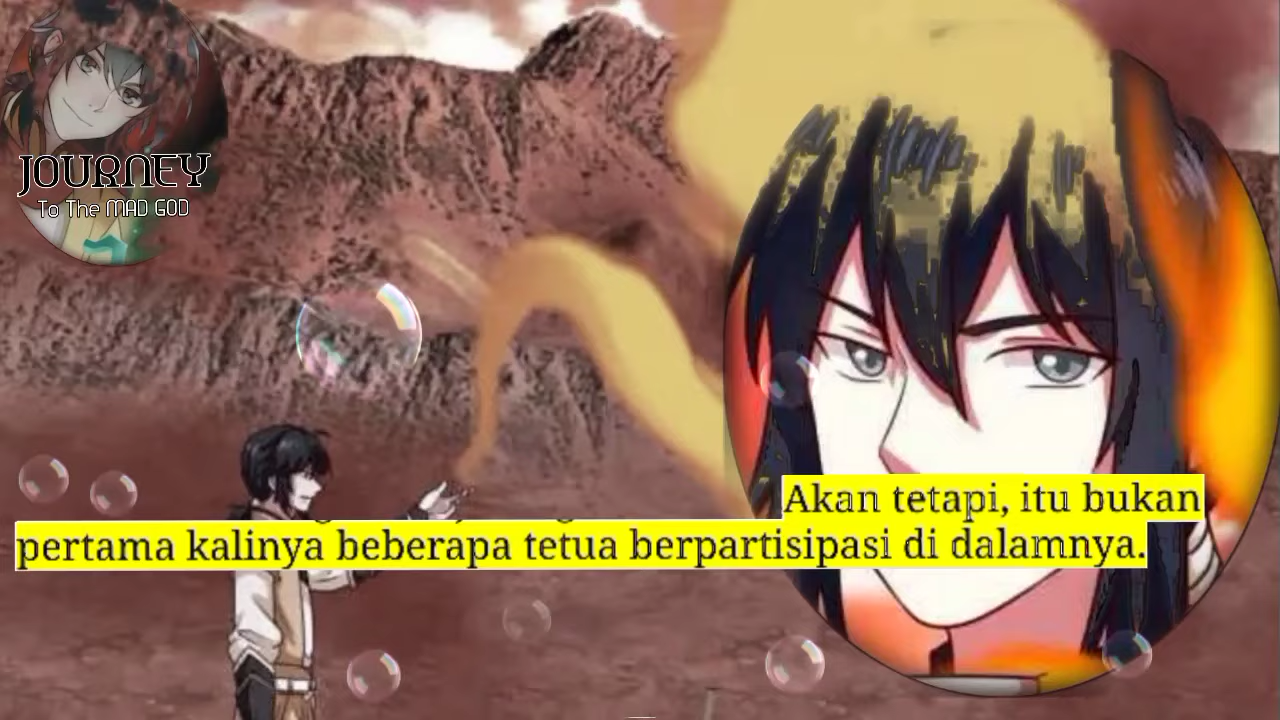 JOURNEY
To The MAD GOD
Akan tetapi, itu bukan
pertama kalinya beberapa tetua berpartisipasi di dalamnya.